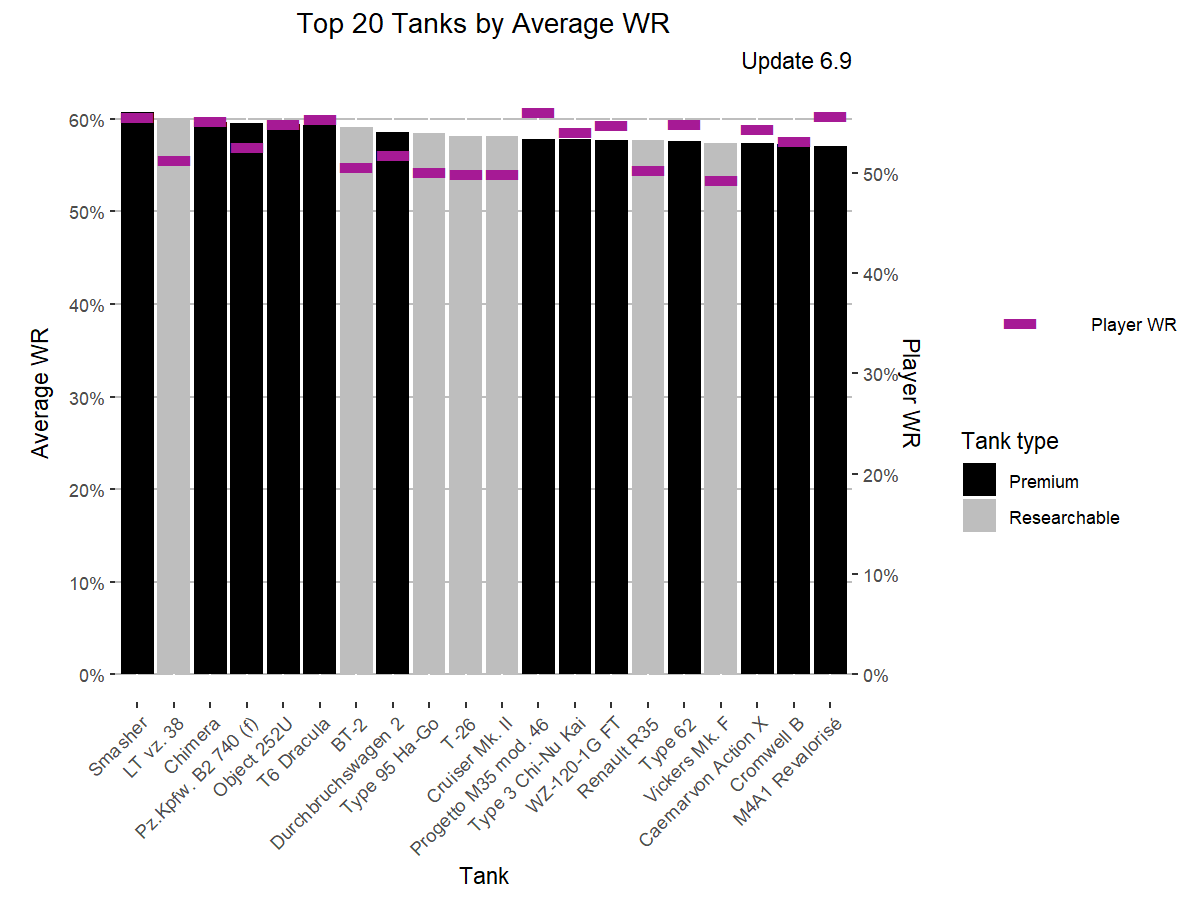 Top 20 Tanks by Average WR
Update 6.9
Average WR
60%
50%
40%
30%
20%
10%
0%
50%
40%
30%
20%
10%
0%
Player WR
Smasher
LT vz. 38
Chimera
Pz.Kpfw. B2 740 (f)
Object 252U
T6 Dracula
BT-2
Durchbruchswagen 2
Type 95 Ha-Go
T-26
Cruiser Mk. II
Progetto M35 mod. 46
Type 3 Chi-Nu Kai
WZ-120-1G FT
Renault R35
Type 62
Vickers Mk. F
Caernarvon Action X
Cromwell B
M4A1 Revalorisé
Tank
Player WR
Tank type
Premium
Researchable